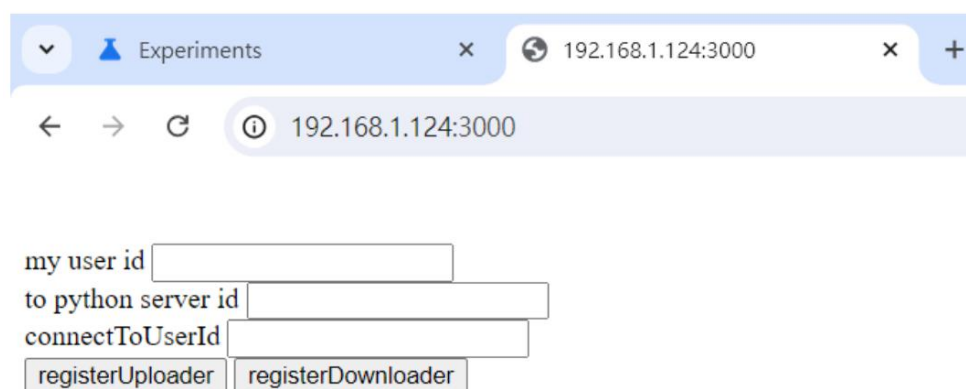 Experiments 192.168.1.124:3000
192.168.1.124:3000
my user id
to python server id
connectToUserId
registerUploader registerDownloader